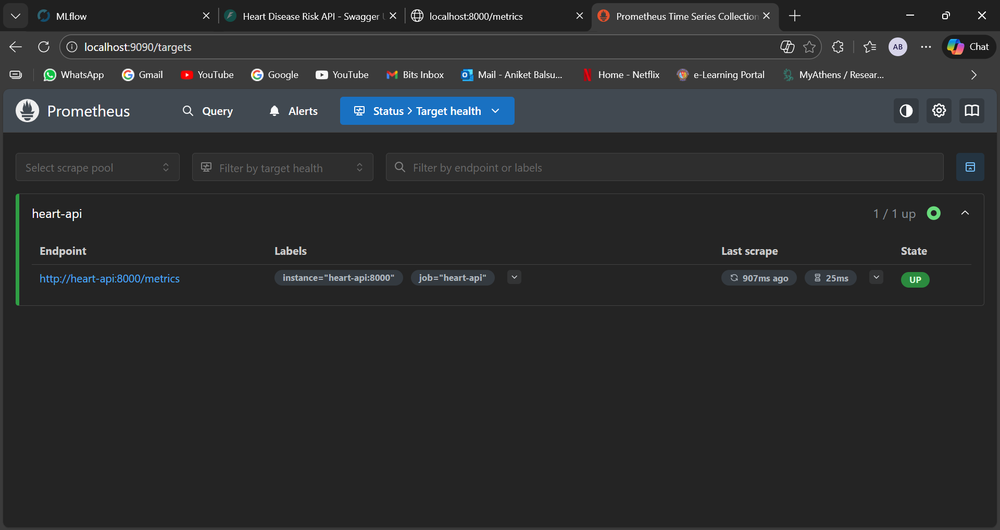 MLflow
Heart Disease Risk API - Swagger
localhost:8000/metrics
Prometheus Time Series Collection
localhost:9090/targets
AB
Chat
WhatsApp
Gmail
YouTube
Google
YouTube
Bits Inbox
Mail - Aniket Balsu...
Home - Netflix
e-Learning Portal
MyAthens / Resear...
Prometheus
Query
Alerts
Status > Target health
Select scrape pool
Filter by target health
Filter by endpoint or labels
heart-api
1 / 1 up
Endpoint Labels Last scrape State
http://heart-api:8000/metrics instance="heart-api:8000" job="heart-api" 907ms ago 25ms UP